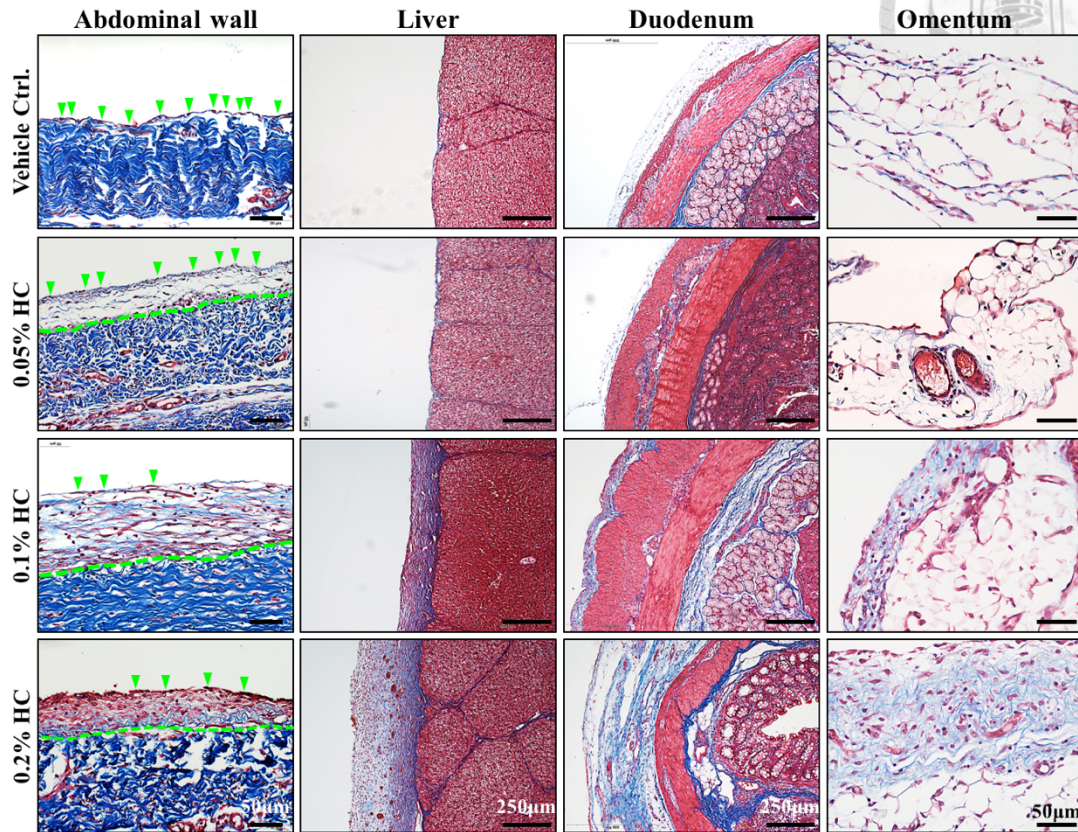 Abdominal wall Liver Duodenum Omentum
Vehicle Ctrl.
0.05% HC
0.1% HC
0.2% HC
50μm 250μm 250μm 50μm